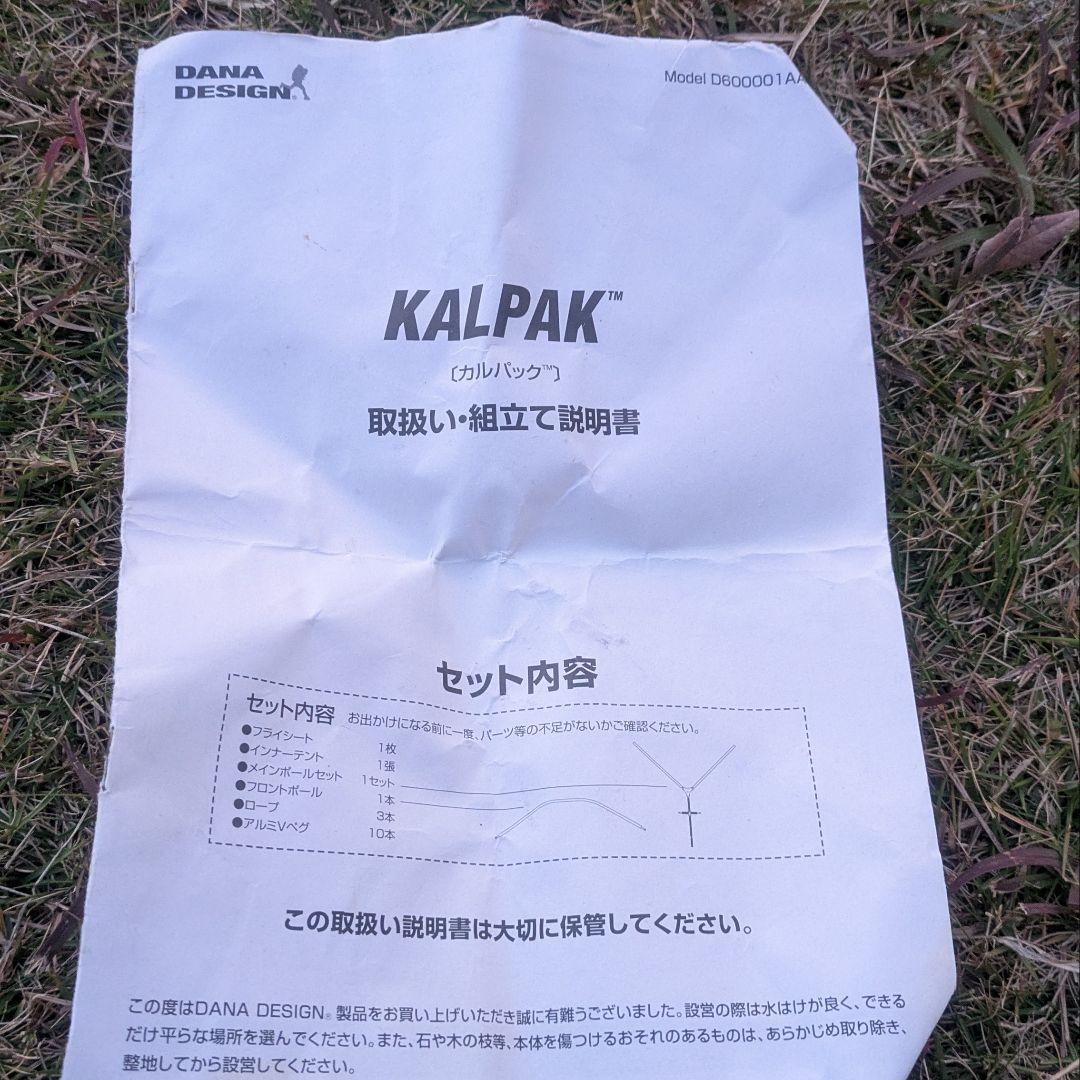 DANA
DESIGN®
Model D600001AA
KALPAK™
〔カルパック™〕
取扱い・組立て説明書
セット内容
セット内容 お出かけになる前に一度、パーツ等の不足がないかご確認ください。
●フライシート 1枚
●インナーテント 1張
●メインポールセット 1セット
●フロントポール 1本
●ロープ 3本
●アルミVペグ 10本
この取扱い説明書は大切に保管してください。
この度はDANA DESIGN® 製品をお買い上げいただき誠に有難うございました。設営の際は水はけが良く、できる
だけ平らな場所を選んでください。また、石や木の枝等、本体を傷つけるおそれのあるものは、あらかじめ取り除き、
整地してから設営してください。